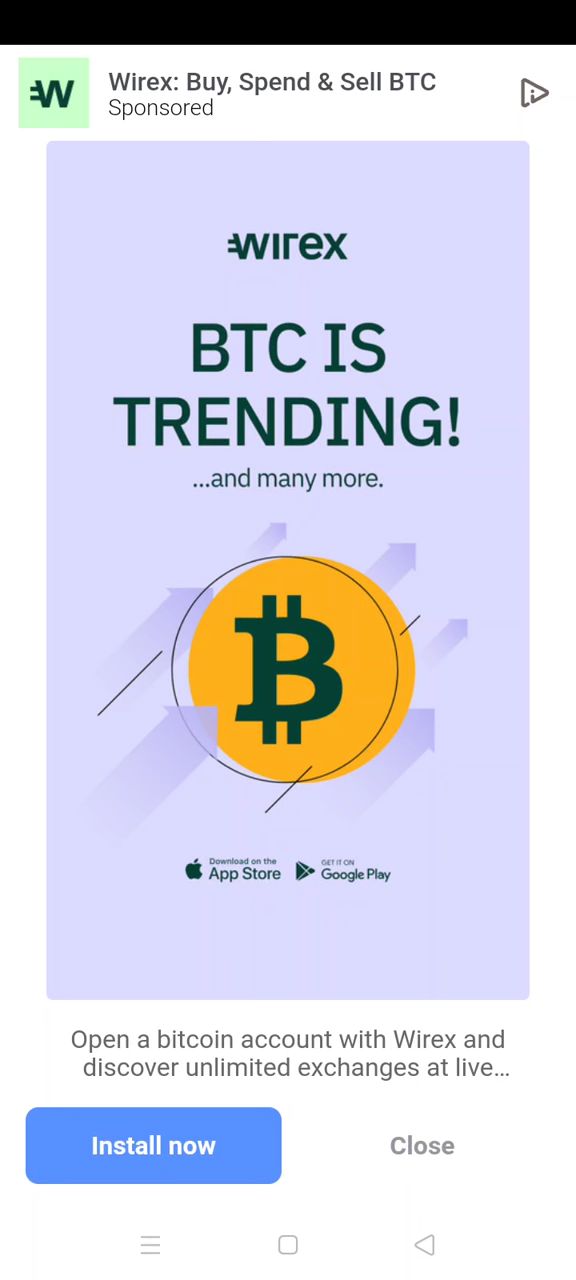 Wirex: Buy, Spend & Sell BTC
Sponsored
wirex
BTC IS
TRENDING!
...and many more.
Download on the
App Store
GET IT ON
Google Play
Open a bitcoin account with Wirex and
discover unlimited exchanges at live...
Install now
Close